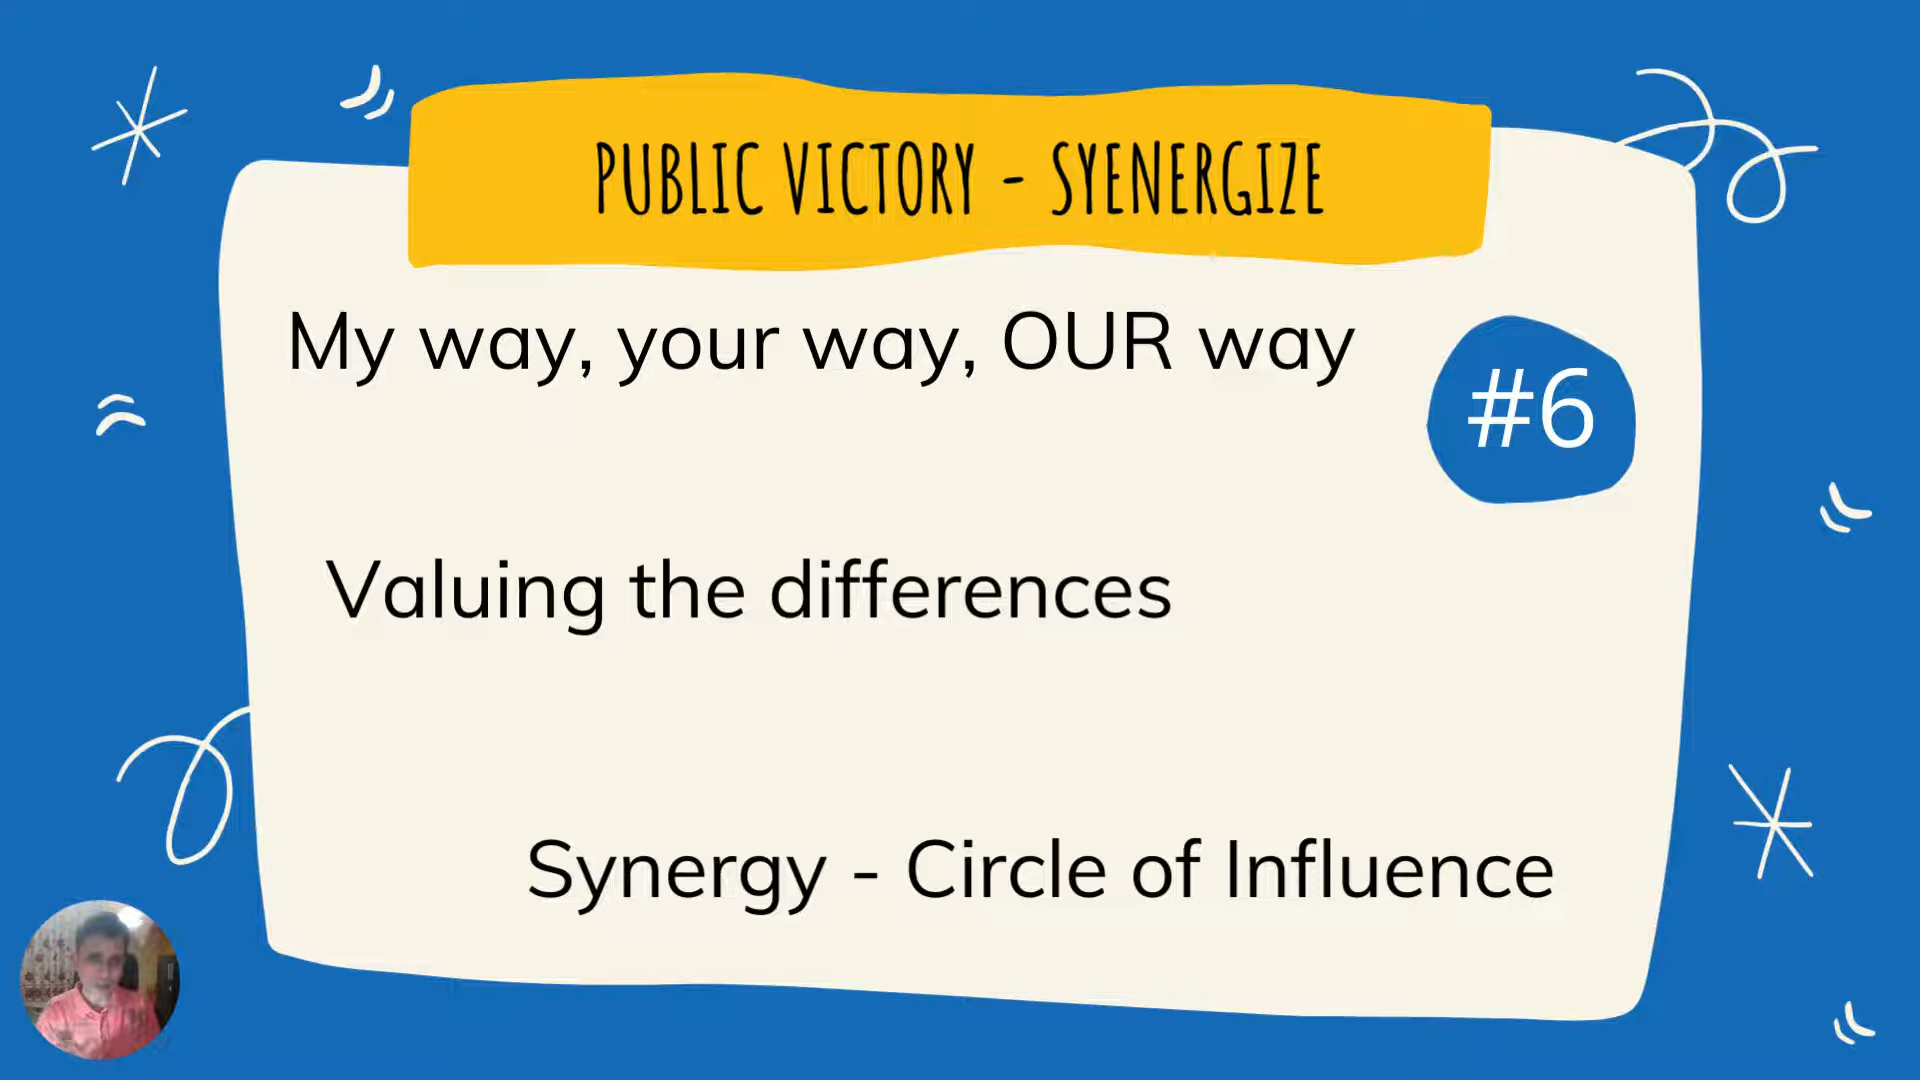 PUBLIC VICTORY - SYENERGIZE
My way, your way, OUR way
#6
Valuing the differences
Synergy - Circle of Influence